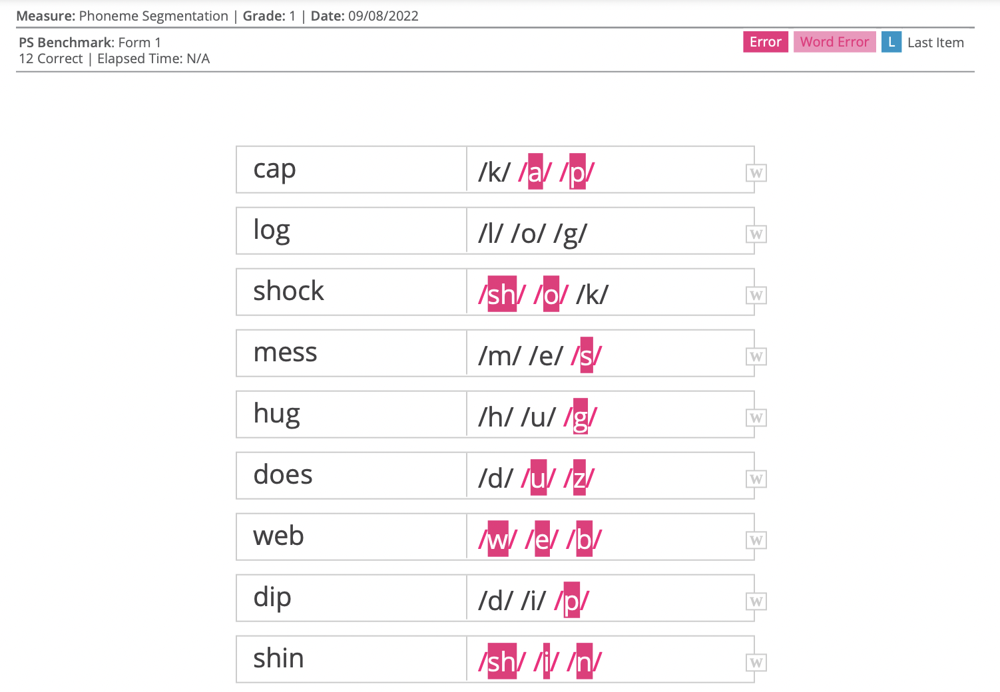 Measure: Phoneme Segmentation | Grade: 1 | Date: 09/08/2022
PS Benchmark: Form 1
12 Correct | Elapsed Time: N/A
Error Word Error L Last Item
cap /k/ /a/ /p/ W
log /l/ /o/ /g/ W
shock /sh/ /o/ /k/ W
mess /m/ /e/ /s/ W
hug /h/ /u/ /g/ W
does /d/ /u/ /z/ W
web /w/ /e/ /b/ W
dip /d/ /i/ /p/ W
shin /sh/ /i/ /n/ W